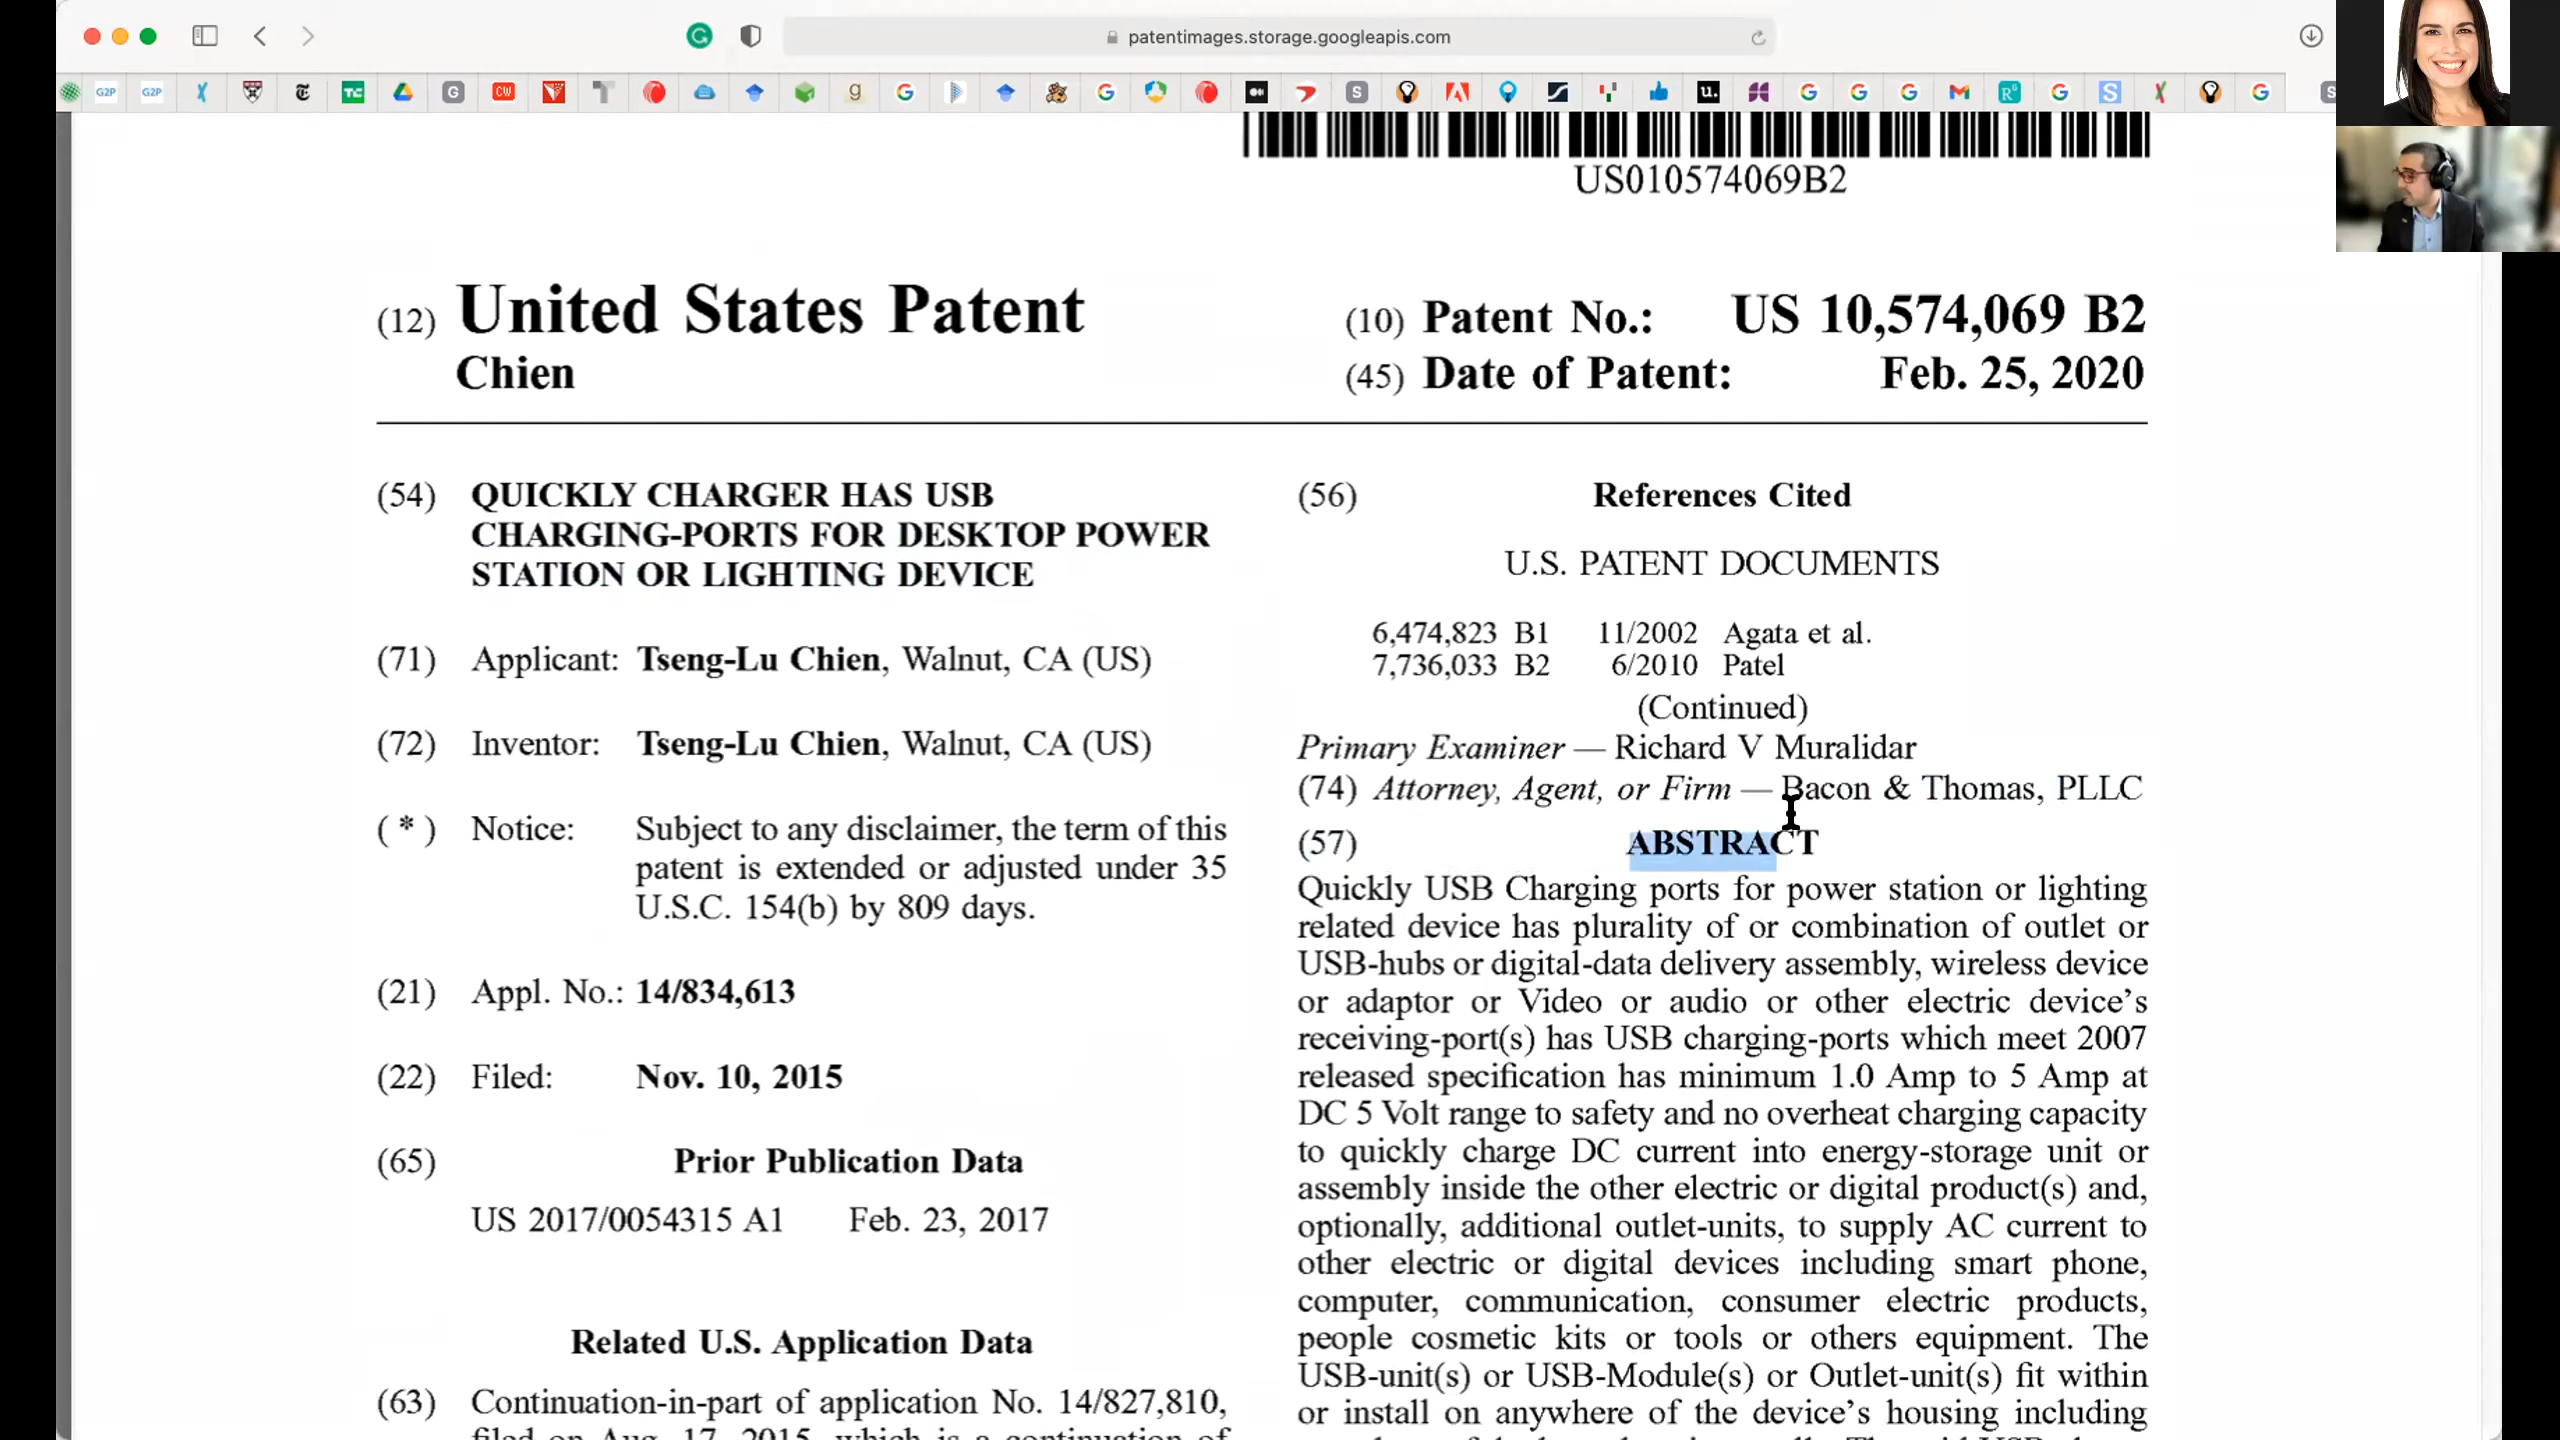 patentimages.storage.googleapis.com
G2P
G2P
TC
G
CW
g
G
G
S
u.
G
G
G
R
G
S
G
S
US010574069B2
(12) United States Patent
Chien
(10) Patent No.: US 10,574,069 B2
(45) Date of Patent: Feb. 25, 2020
(54) QUICKLY CHARGER HAS USB
CHARGING-PORTS FOR DESKTOP POWER
STATION OR LIGHTING DEVICE
(71) Applicant: Tseng-Lu Chien, Walnut, CA (US)
(72) Inventor: Tseng-Lu Chien, Walnut, CA (US)
( * ) Notice: Subject to any disclaimer, the term of this
patent is extended or adjusted under 35
U.S.C. 154(b) by 809 days.
(21) Appl. No.: 14/834,613
(22) Filed: Nov. 10, 2015
(65) Prior Publication Data
US 2017/0054315 A1 Feb. 23, 2017
Related U.S. Application Data
(63) Continuation-in-part of application No. 14/827,810,
filed on Aug. 17, 2015, which is a continuation of
(56) References Cited
U.S. PATENT DOCUMENTS
6,474,823 B1 11/2002 Agata et al.
7,736,033 B2 6/2010 Patel
(Continued)
Primary Examiner — Richard V Muralidar
(74) Attorney, Agent, or Firm — Bacon & Thomas, PLLC
(57) ABSTRACT
Quickly USB Charging ports for power station or lighting
related device has plurality of or combination of outlet or
USB-hubs or digital-data delivery assembly, wireless device
or adaptor or Video or audio or other electric device's
receiving-port(s) has USB charging-ports which meet 2007
released specification has minimum 1.0 Amp to 5 Amp at
DC 5 Volt range to safety and no overheat charging capacity
to quickly charge DC current into energy-storage unit or
assembly inside the other electric or digital product(s) and,
optionally, additional outlet-units, to supply AC current to
other electric or digital devices including smart phone,
computer, communication, consumer electric products,
people cosmetic kits or tools or others equipment. The
USB-unit(s) or USB-Module(s) or Outlet-unit(s) fit within
or install on anywhere of the device's housing including